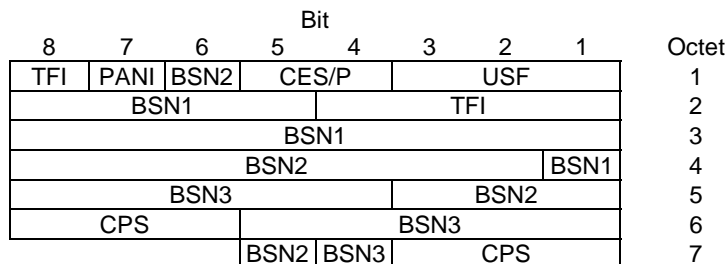 Bit
8 7 6 5 4 3 2 1 Octet
TFI PANI BSN2 CES/P USF 1
BSN1 TFI 2
BSN1 3
BSN2 BSN1 4
BSN3 BSN2 5
CPS BSN3 6
BSN2 BSN3 CPS 7